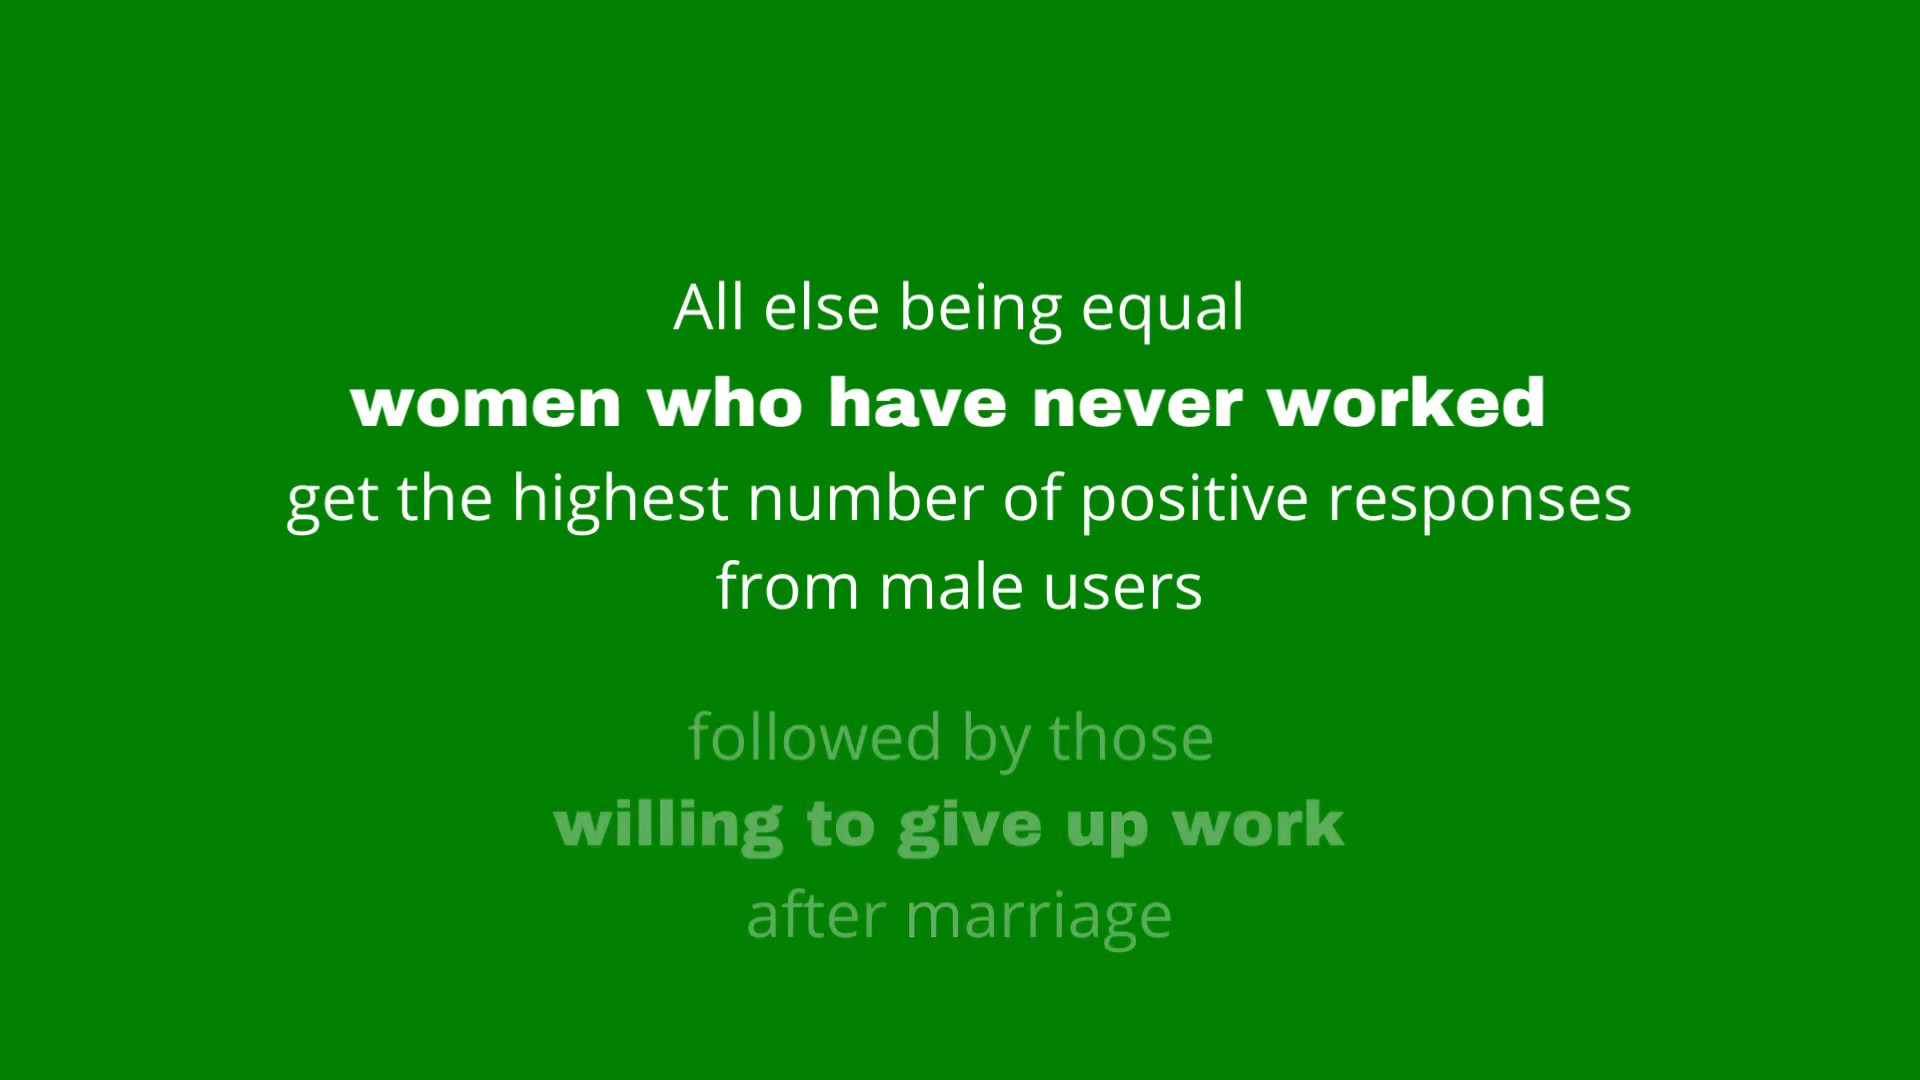 All else being equal
women who have never worked
get the highest number of positive responses
from male users
followed by those
willing to give up work
after marriage